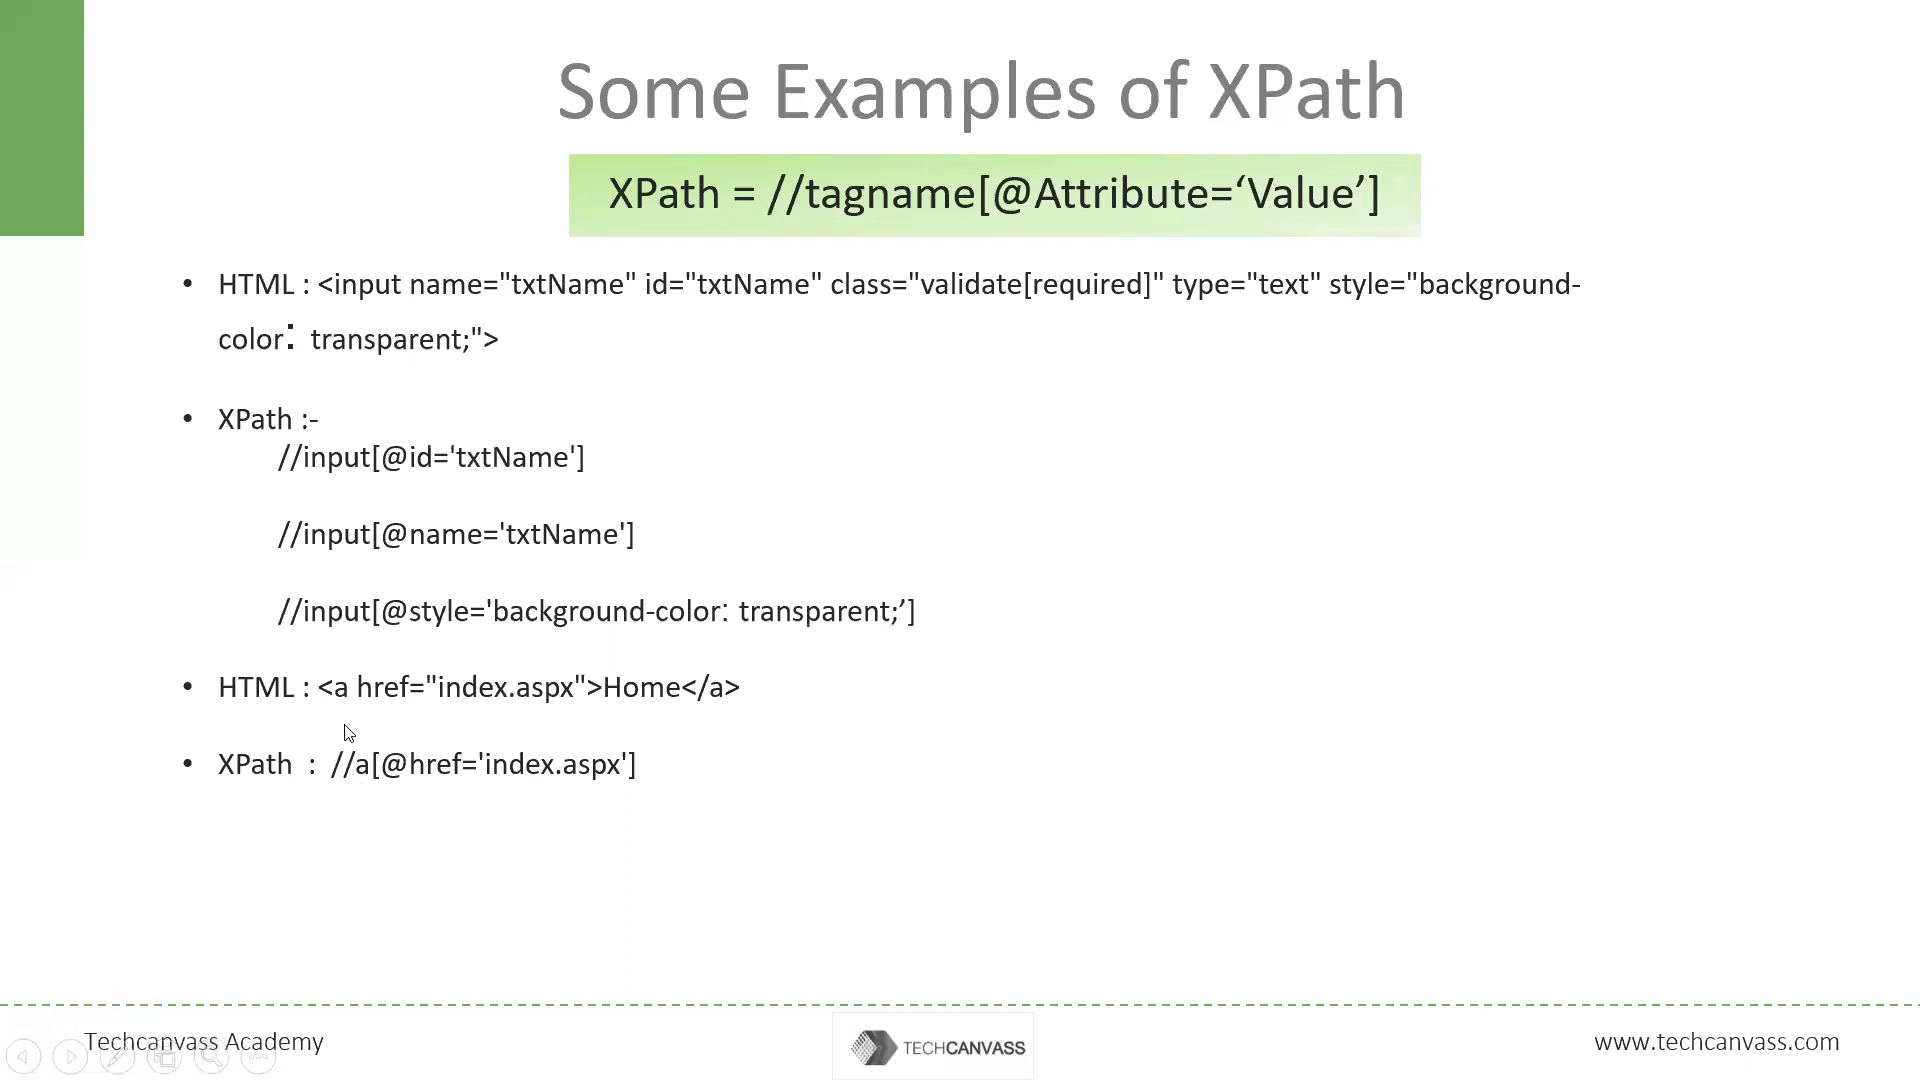 Some Examples of XPath
XPath = //tagname[@Attribute=‘Value’]
• HTML : <input name="txtName" id="txtName" class="validate[required]" type="text" style="background-
color: transparent;">
• XPath :-
//input[@id='txtName']
//input[@name='txtName']
//input[@style='background-color: transparent;’]
• HTML : <a href="index.aspx">Home</a>
• XPath : //a[@href='index.aspx']
Techcanvass Academy
TECHCANVASS
www.techcanvass.com